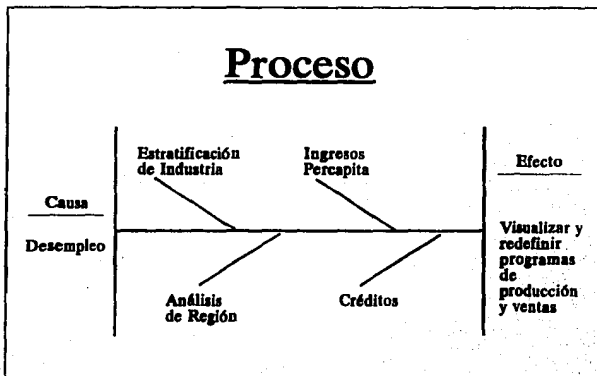 Proceso
Estratificación
de Industria
Ingresos
Percapita
Efecto
Causa
Desempleo
Visualizar y
redefinir
programas
de
producción
y ventas
Análisis
de Región
Créditos